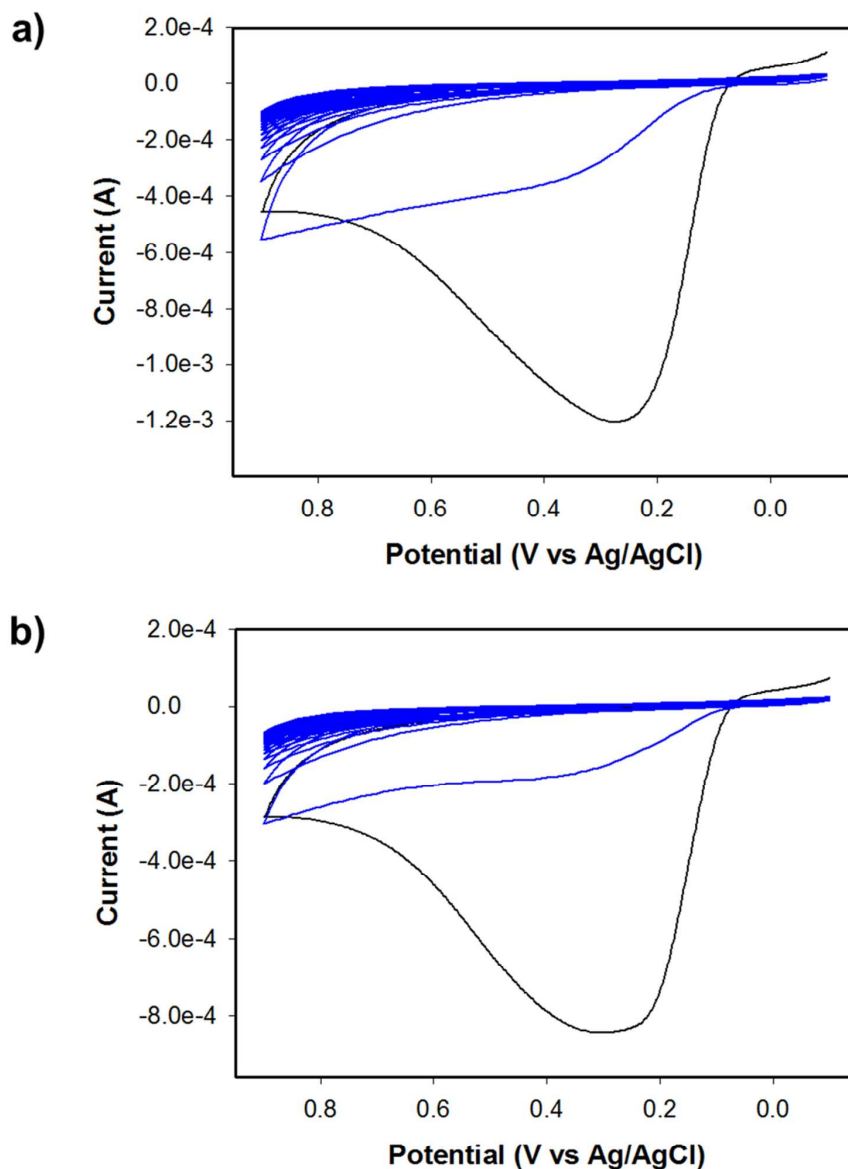 a)
2.0e-4
0.0
-2.0e-4
-4.0e-4
-6.0e-4
-8.0e-4
-1.0e-3
-1.2e-3
Current (A)
0.8 0.6 0.4 0.2 0.0
Potential (V vs Ag/AgCl)
b)
2.0e-4
0.0
-2.0e-4
-4.0e-4
-6.0e-4
-8.0e-4
Current (A)
0.8 0.6 0.4 0.2 0.0
Potential (V vs Ag/AgCl)